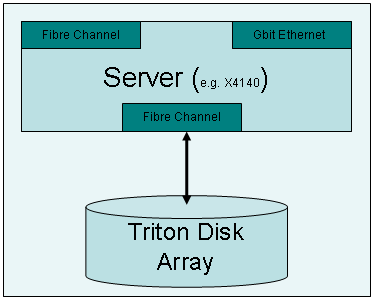 Fibre Channel
Gbit Ethernet
Server (e.g. X4140)
Fibre Channel
Triton Disk
Array